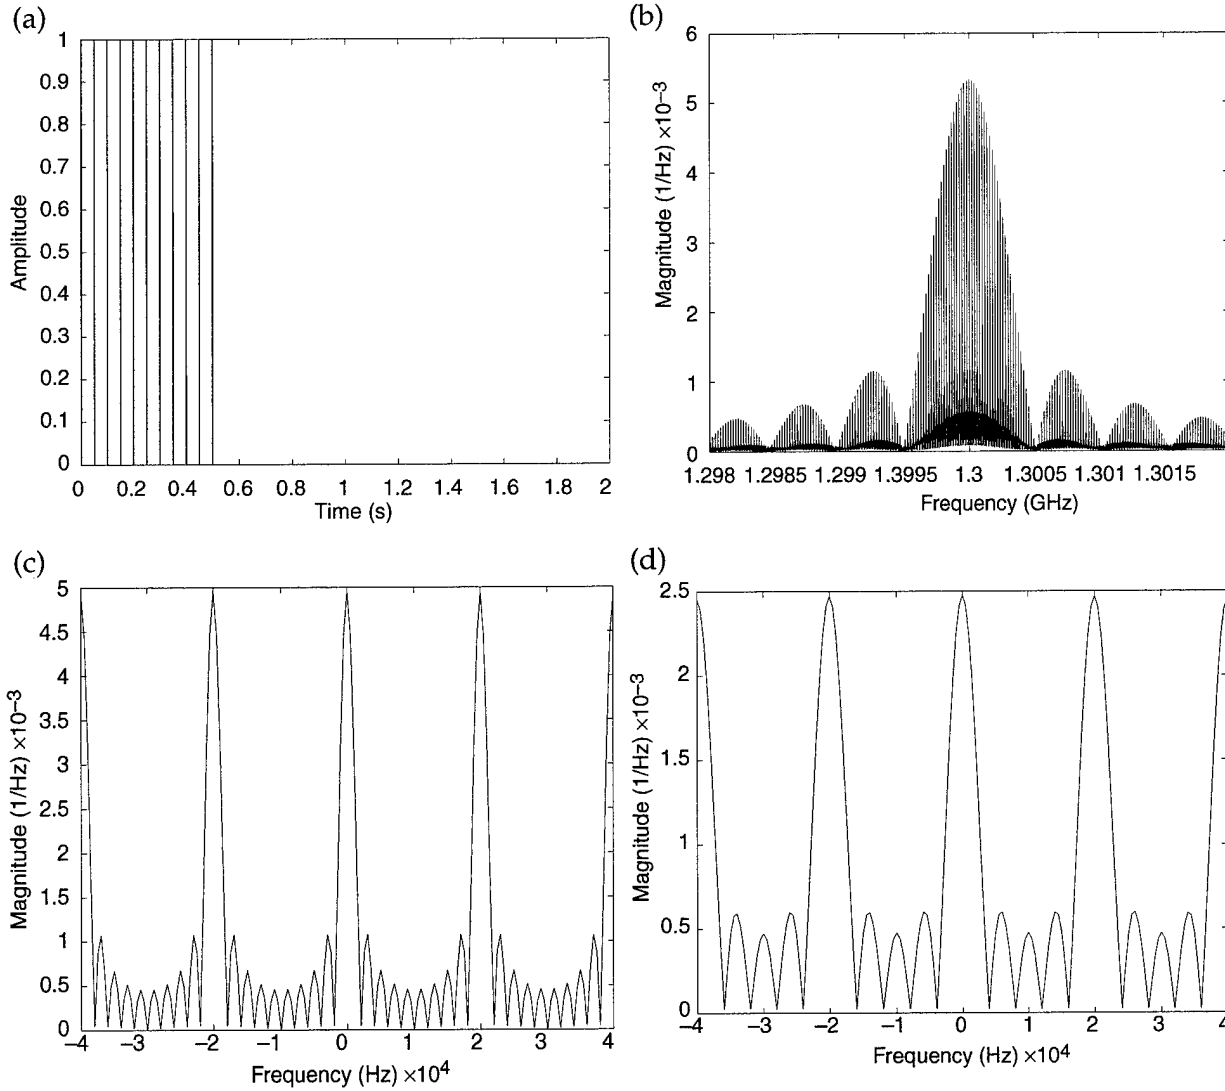 (a)
1
0.9
0.8
0.7
0.6
0.5
0.4
0.3
0.2
0.1
0
Amplitude
0 0.2 0.4 0.6 0.8 1 1.2 1.4 1.6 1.8 2
Time (s)
(b)
6
5
4
3
2
1
0
Magnitude (1/Hz) ×10⁻³
1.298 1.2985 1.299 1.3995 1.3 1.3005 1.301 1.3015
Frequency (GHz)
(c)
5
4.5
4
3.5
3
2.5
2
1.5
1
0.5
0
Magnitude (1/Hz) ×10⁻³
−4 −3 −2 −1 0 1 2 3 4
Frequency (Hz) ×10⁴
(d)
2.5
2
1.5
1
0.5
0
Magnitude (1/Hz) ×10⁻³
−4 −3 −2 −1 0 1 2 3 4
Frequency (Hz) ×10⁴